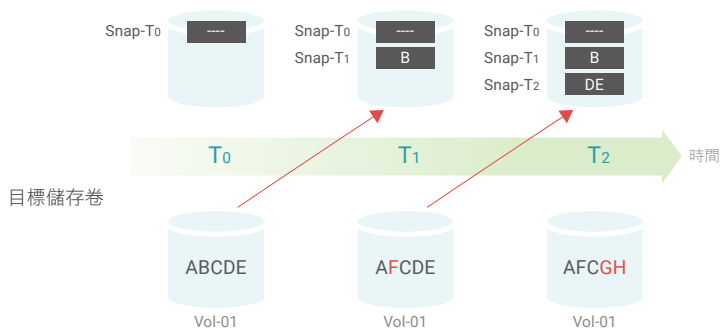 Snap-T0 ----
Snap-T0 ----
Snap-T1 B
Snap-T0 ----
Snap-T1 B
Snap-T2 DE
T0 T1 T2 時間
目標儲存卷
ABCDE
AFCDE
AFCGH
Vol-01
Vol-01
Vol-01